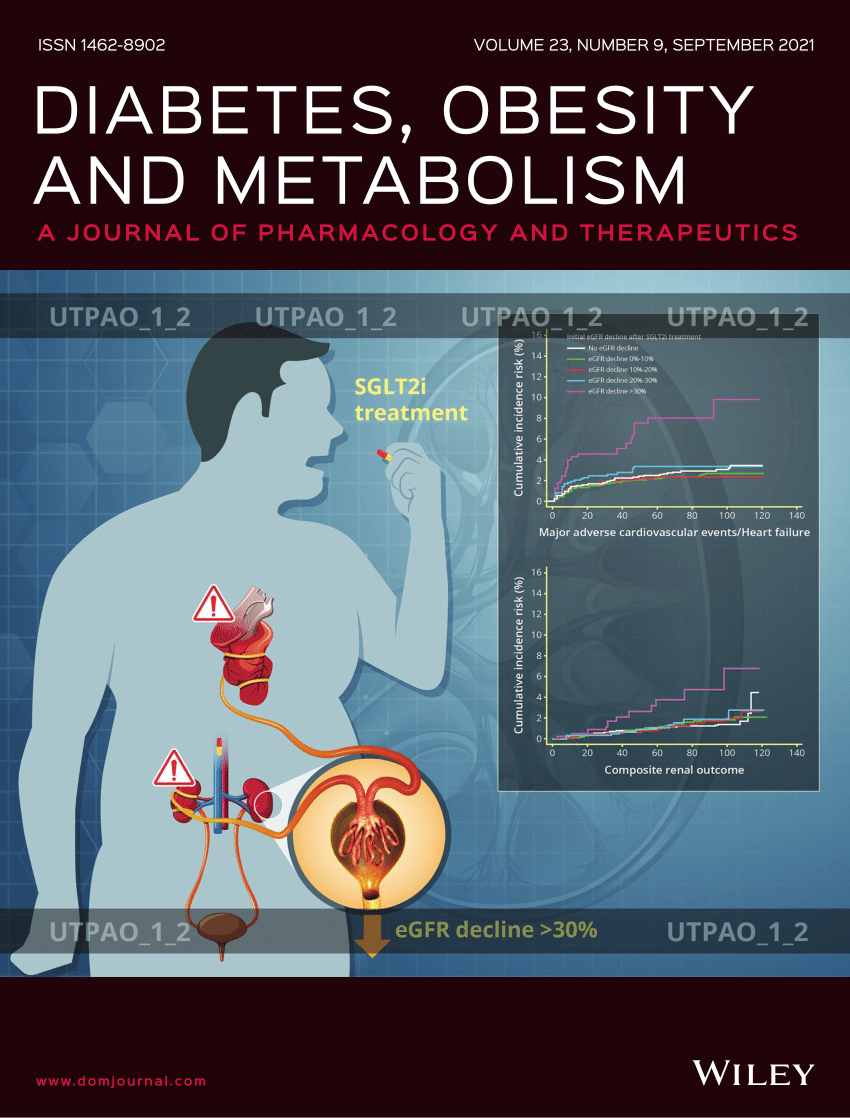 ISSN 1462-8902
VOLUME 23, NUMBER 9, SEPTEMBER 2021
DIABETES, OBESITY
AND METABOLISM
A JOURNAL OF PHARMACOLOGY AND THERAPEUTICS
UTPAO_1_2 UTPAO_1_2 UTPAO_1_2 UTPAO_1_2
SGLT2i
treatment
Cumulative incidence risk (%)
16
14
12
10
8
6
4
2
0
Initial eGFR decline after SGLT2i treatment
No eGFR decline
eGFR decline 0%-10%
eGFR decline 10%-20%
eGFR decline 20%-30%
eGFR decline >30%
0 20 40 60 80 100 120 140
Major adverse cardiovascular events/Heart failure
Cumulative incidence risk (%)
16
14
12
10
8
6
4
2
0
0 20 40 60 80 100 120 140
Composite renal outcome
!
!
UTPAO_1_2
eGFR decline >30%
UTPAO_1_2
www.domjournal.com
WILEY